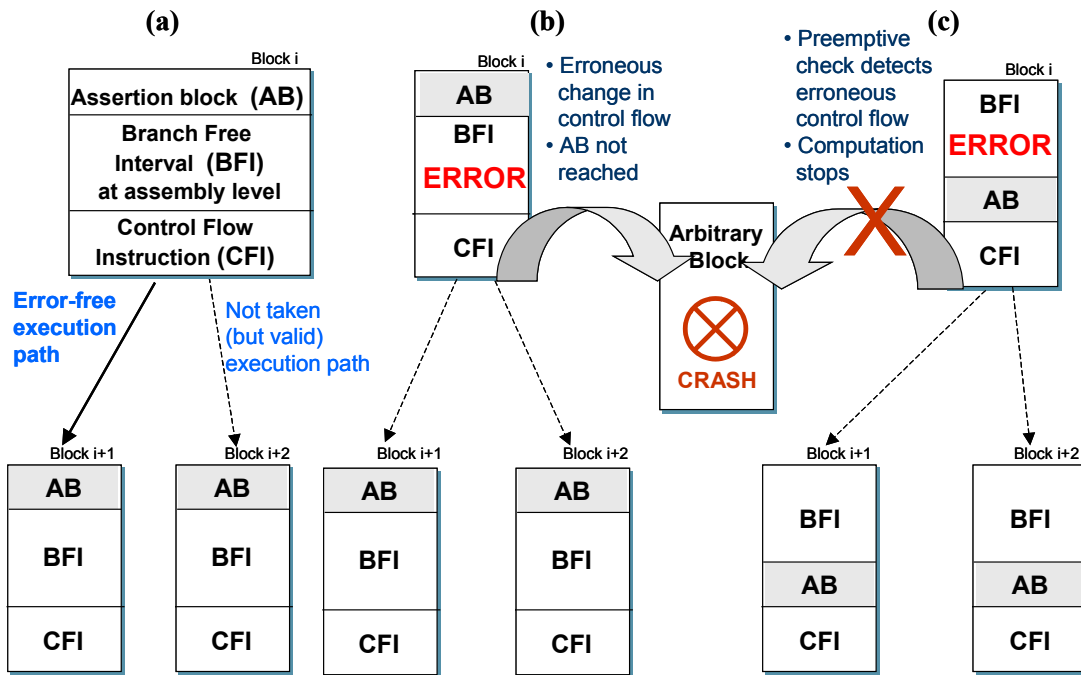 (a)
Block i
Assertion block (AB)
Branch Free
Interval (BFI)
at assembly level
Control Flow
Instruction (CFI)
Error-free
execution
path
Not taken
(but valid)
execution path
Block i+1
AB
BFI
CFI
Block i+2
AB
BFI
CFI
(b)
Block i
AB
BFI
ERROR
CFI
• Erroneous
change in
control flow
• AB not
reached
Arbitrary
Block
CRASH
Block i+1
AB
BFI
CFI
Block i+2
AB
BFI
CFI
(c)
• Preemptive
check detects
erroneous
control flow
• Computation
stops
Block i
BFI
ERROR
AB
CFI
Block i+1
BFI
AB
CFI
Block i+2
BFI
AB
CFI